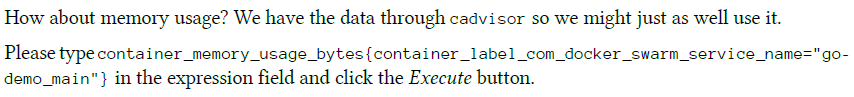 How about memory usage? We have the data through cadvisor so we might just as well use it.
Please type container_memory_usage_bytes{container_label_com_docker_swarm_service_name="go-
demo_main"} in the expression field and click the Execute button.